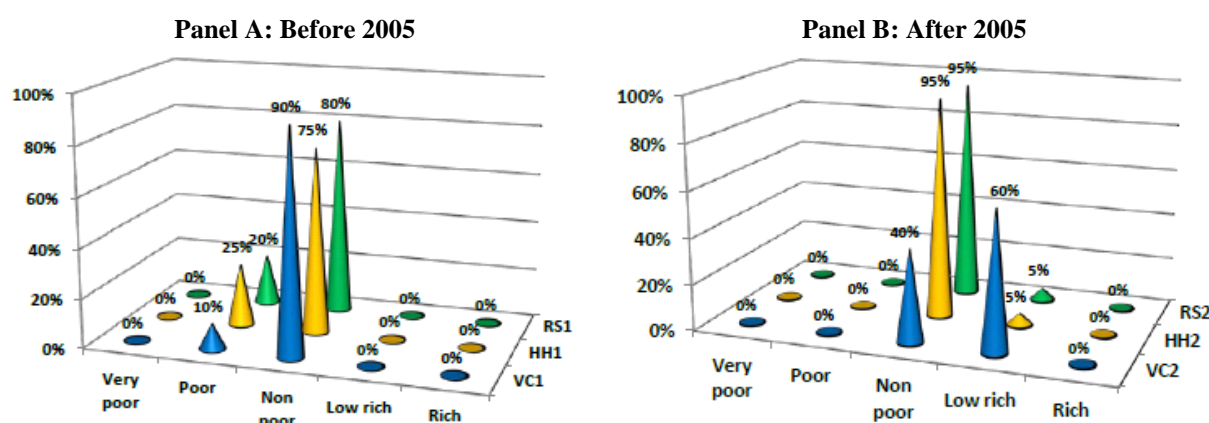 Panel A: Before 2005
100%
80%
60%
40%
20%
0%
90%
75%
80%
25%
20%
10%
0%
0%
0%
0%
0%
0%
0%
0%
0%
RS1
HH1
VC1
Very poor
Poor
Non poor
Low rich
Rich
Panel B: After 2005
100%
80%
60%
40%
20%
0%
95%
95%
60%
40%
5%
5%
0%
0%
0%
0%
0%
0%
0%
0%
0%
RS2
HH2
VC2
Very poor
Poor
Non poor
Low rich
Rich